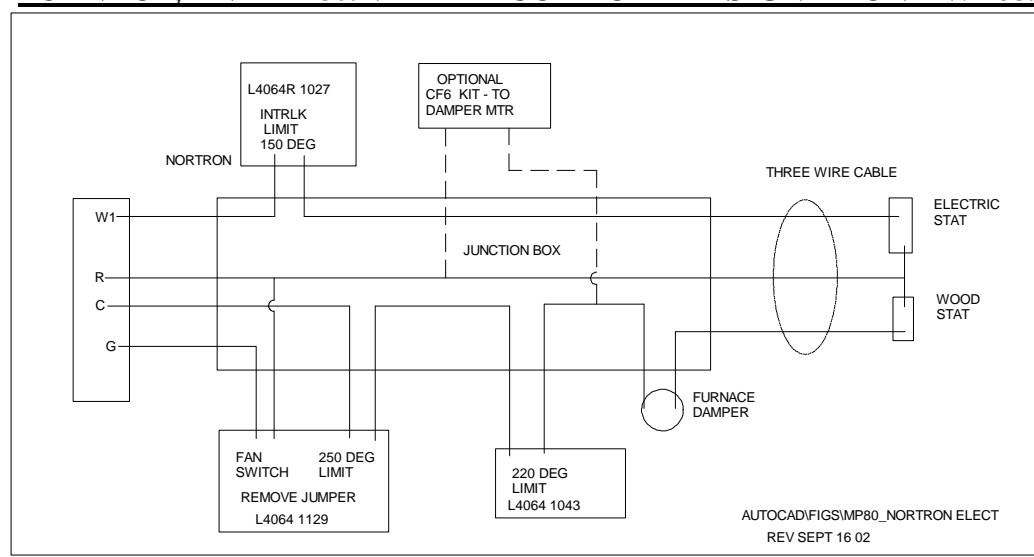 L4064R 1027
INTRLK
LIMIT
150 DEG
OPTIONAL
CF6 KIT - TO
DAMPER MTR
NORTRON
THREE WIRE CABLE
W1
ELECTRIC
STAT
JUNCTION BOX
R
C
WOOD
STAT
G
FURNACE
DAMPER
FAN
SWITCH
250 DEG
LIMIT
REMOVE JUMPER
L4064 1129
220 DEG
LIMIT
L4064 1043
AUTOCAD\FIGS\MP80_NORTRON ELECT
REV SEPT 16 02